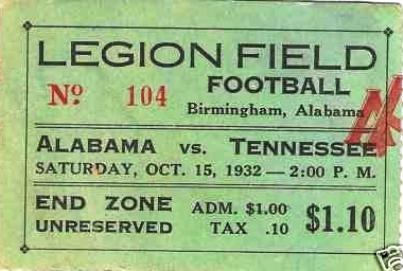 LEGION FIELD
FOOTBALL
Nº 104
Birmingham, Alabama
ALABAMA vs. TENNESSEE
SATURDAY, OCT. 15, 1932 — 2:00 P. M.
END ZONE ADM. $1.00 $1.10
UNRESERVED TAX .10